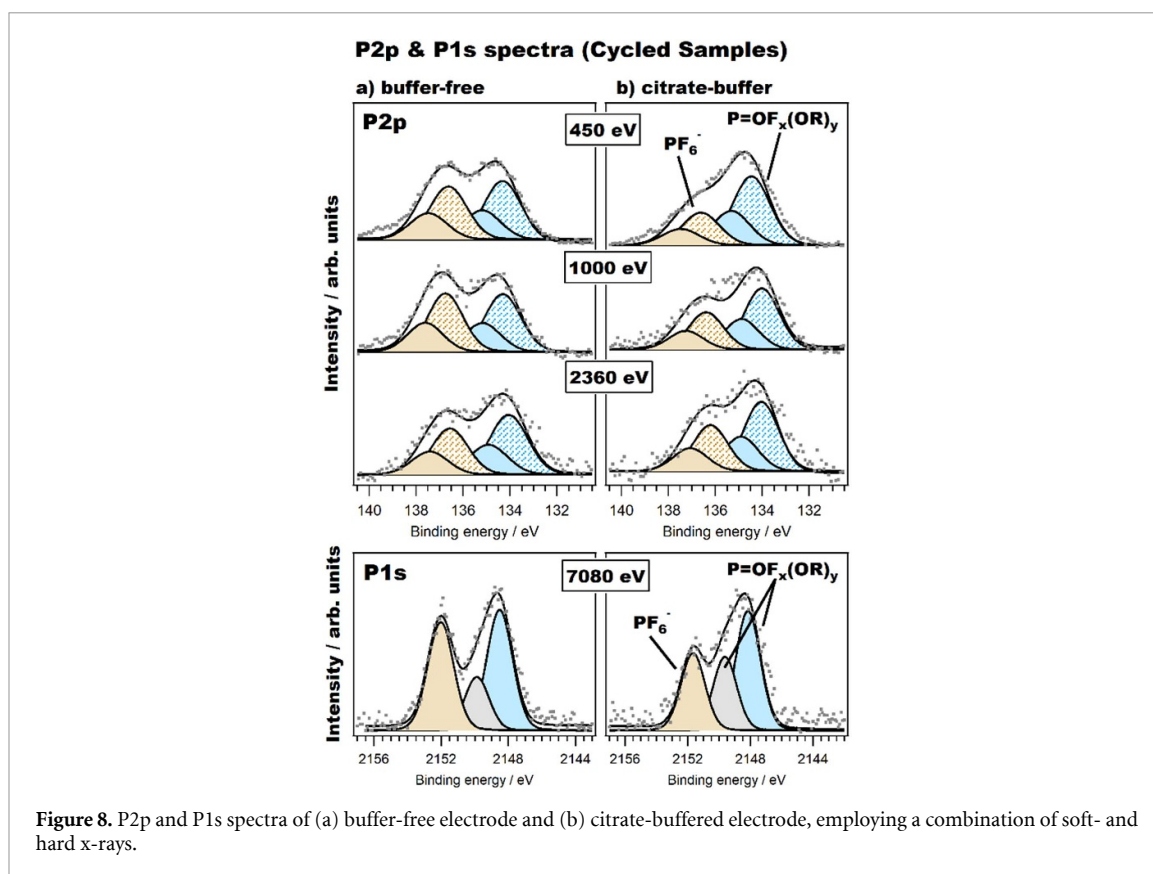 P2p & P1s spectra (Cycled Samples)
a) buffer-free
b) citrate-buffer
P2p
450 eV
PF6-
P=OFx(OR)y
1000 eV
2360 eV
Intensity / arb. units
140 138 136 134 132
140 138 136 134 132
Binding energy / eV
Binding energy / eV
P1s
7080 eV
PF6-
P=OFx(OR)y
Intensity / arb. units
2156 2152 2148 2144
2156 2152 2148 2144
Binding energy / eV
Binding energy / eV
Figure 8. P2p and P1s spectra of (a) buffer-free electrode and (b) citrate-buffered electrode, employing a combination of soft- and
hard x-rays.